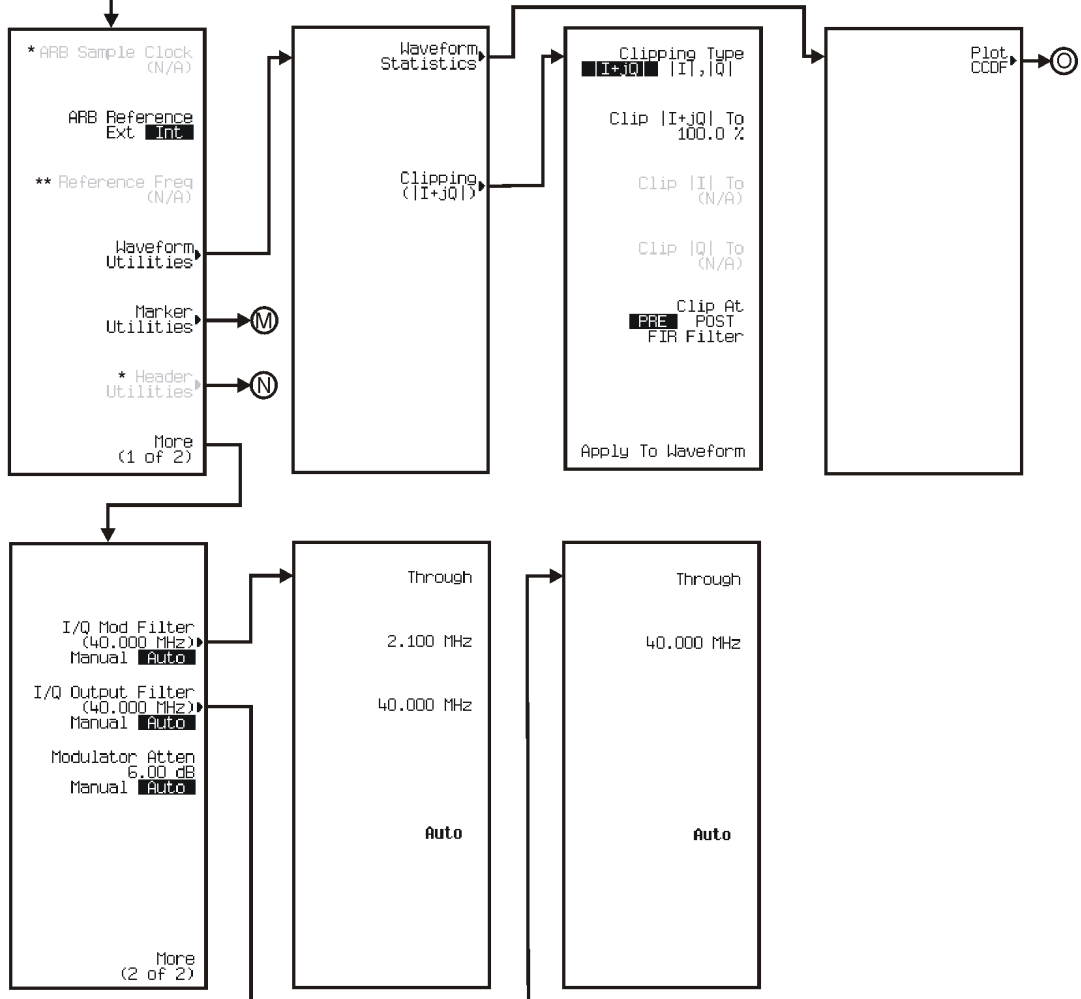 * ARB Sample Clock
(N/A)
ARB Reference
Ext Int
** Reference Freq
(N/A)
Waveform
Utilities
Marker
Utilities
M
* Header
Utilities
N
More
(1 of 2)
Waveform
Statistics
Clipping
(|I+jQ|)
Clipping Type
|I+jQ| |I|,|Q|
Clip |I+jQ| To
100.0 %
Clip |I| To
(N/A)
Clip |Q| To
(N/A)
Clip At
PRE POST
FIR Filter
Apply To Waveform
Plot
CCDF
O
I/Q Mod Filter
(40.000 MHz)
Manual Auto
I/Q Output Filter
(40.000 MHz)
Manual Auto
Modulator Atten
6.00 dB
Manual Auto
More
(2 of 2)
Through
2.100 MHz
40.000 MHz
Auto
Through
40.000 MHz
Auto